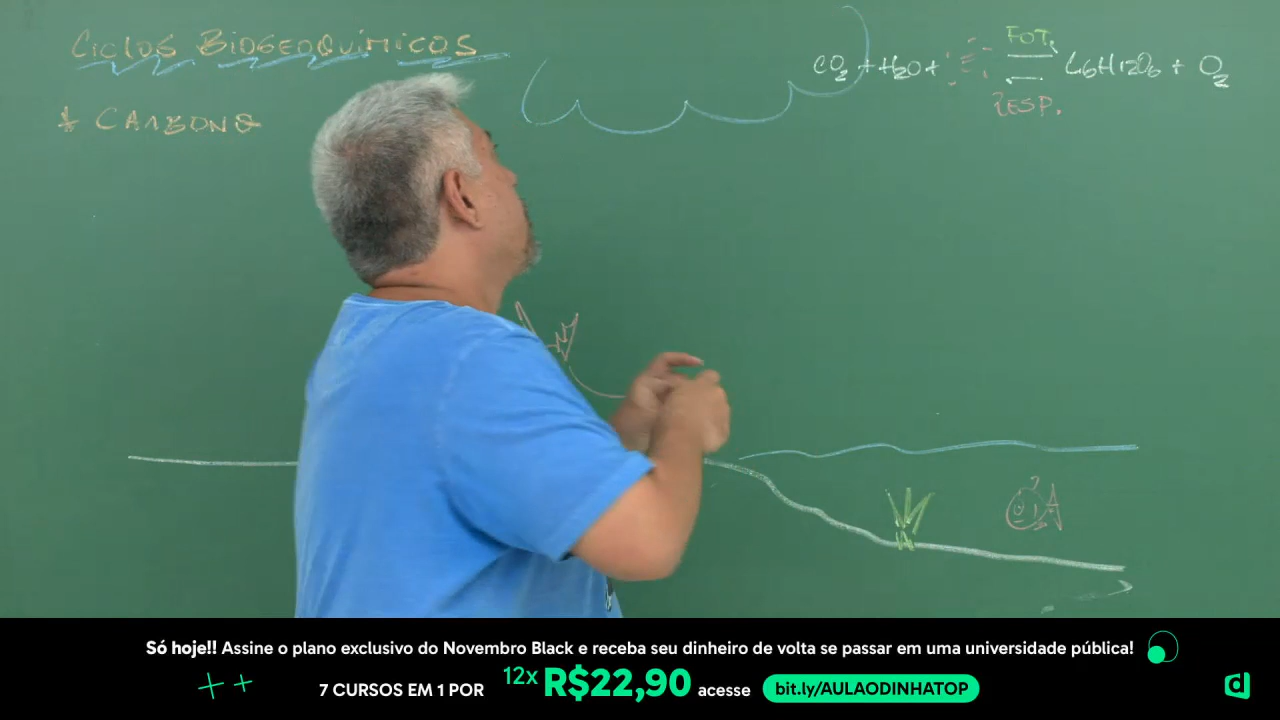 CICLOS BIOGEOQUÍMICOS
* CARBONO
FOT.
CO₂ + H₂O + E ⇌ C6H12O6 + O₂
RESP.
Só hoje!! Assine o plano exclusivo do Novembro Black e receba seu dinheiro de volta se passar em uma universidade pública!
7 CURSOS EM 1 POR 12x R$22,90 acesse bit.ly/AULAODINHATOP
d